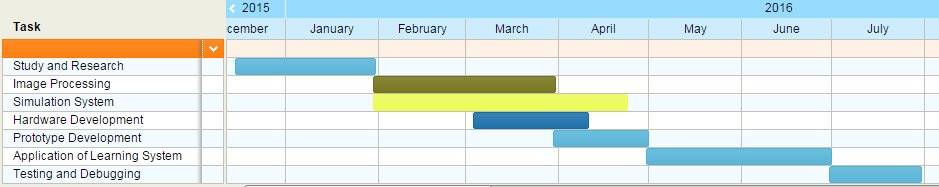 2015 2016
Task
cember January February March April May June July
Study and Research
Image Processing
Simulation System
Hardware Development
Prototype Development
Application of Learning System
Testing and Debugging